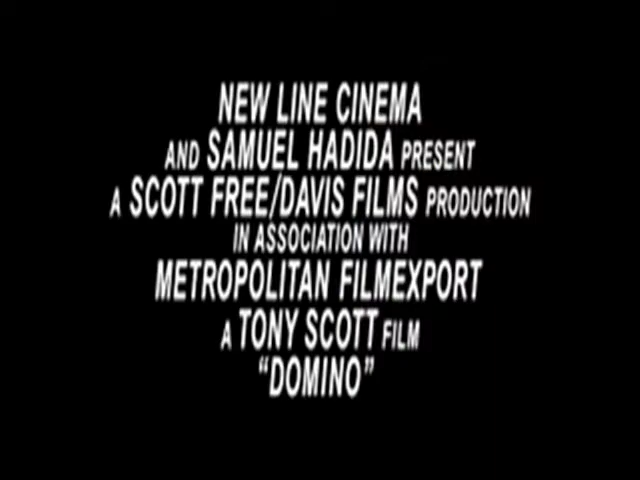 NEW LINE CINEMA
AND SAMUEL HADIDA PRESENT
A SCOTT FREE/DAVIS FILMS PRODUCTION
IN ASSOCIATION WITH
METROPOLITAN FILMEXPORT
A TONY SCOTT FILM
“DOMINO”